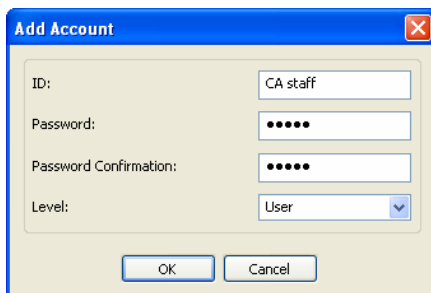 Add Account
ID: CA staff
Password: •••••
Password Confirmation: •••••
Level: User
OK Cancel